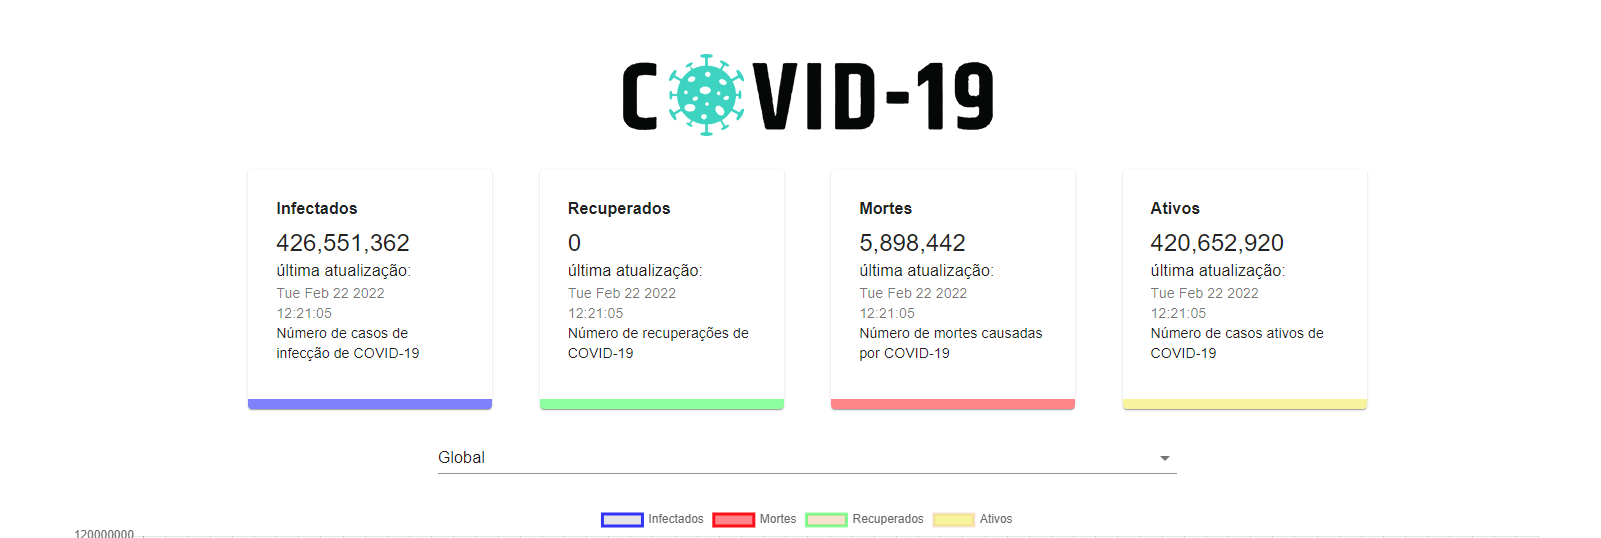 COVID-19
Infectados
426,551,362
última atualização:
Tue Feb 22 2022
12:21:05
Número de casos de
infecção de COVID-19
Recuperados
0
última atualização:
Tue Feb 22 2022
12:21:05
Número de recuperações de
COVID-19
Mortes
5,898,442
última atualização:
Tue Feb 22 2022
12:21:05
Número de mortes causadas
por COVID-19
Ativos
420,652,920
última atualização:
Tue Feb 22 2022
12:21:05
Número de casos ativos de
COVID-19
Global
Infectados Mortes Recuperados Ativos
120000000